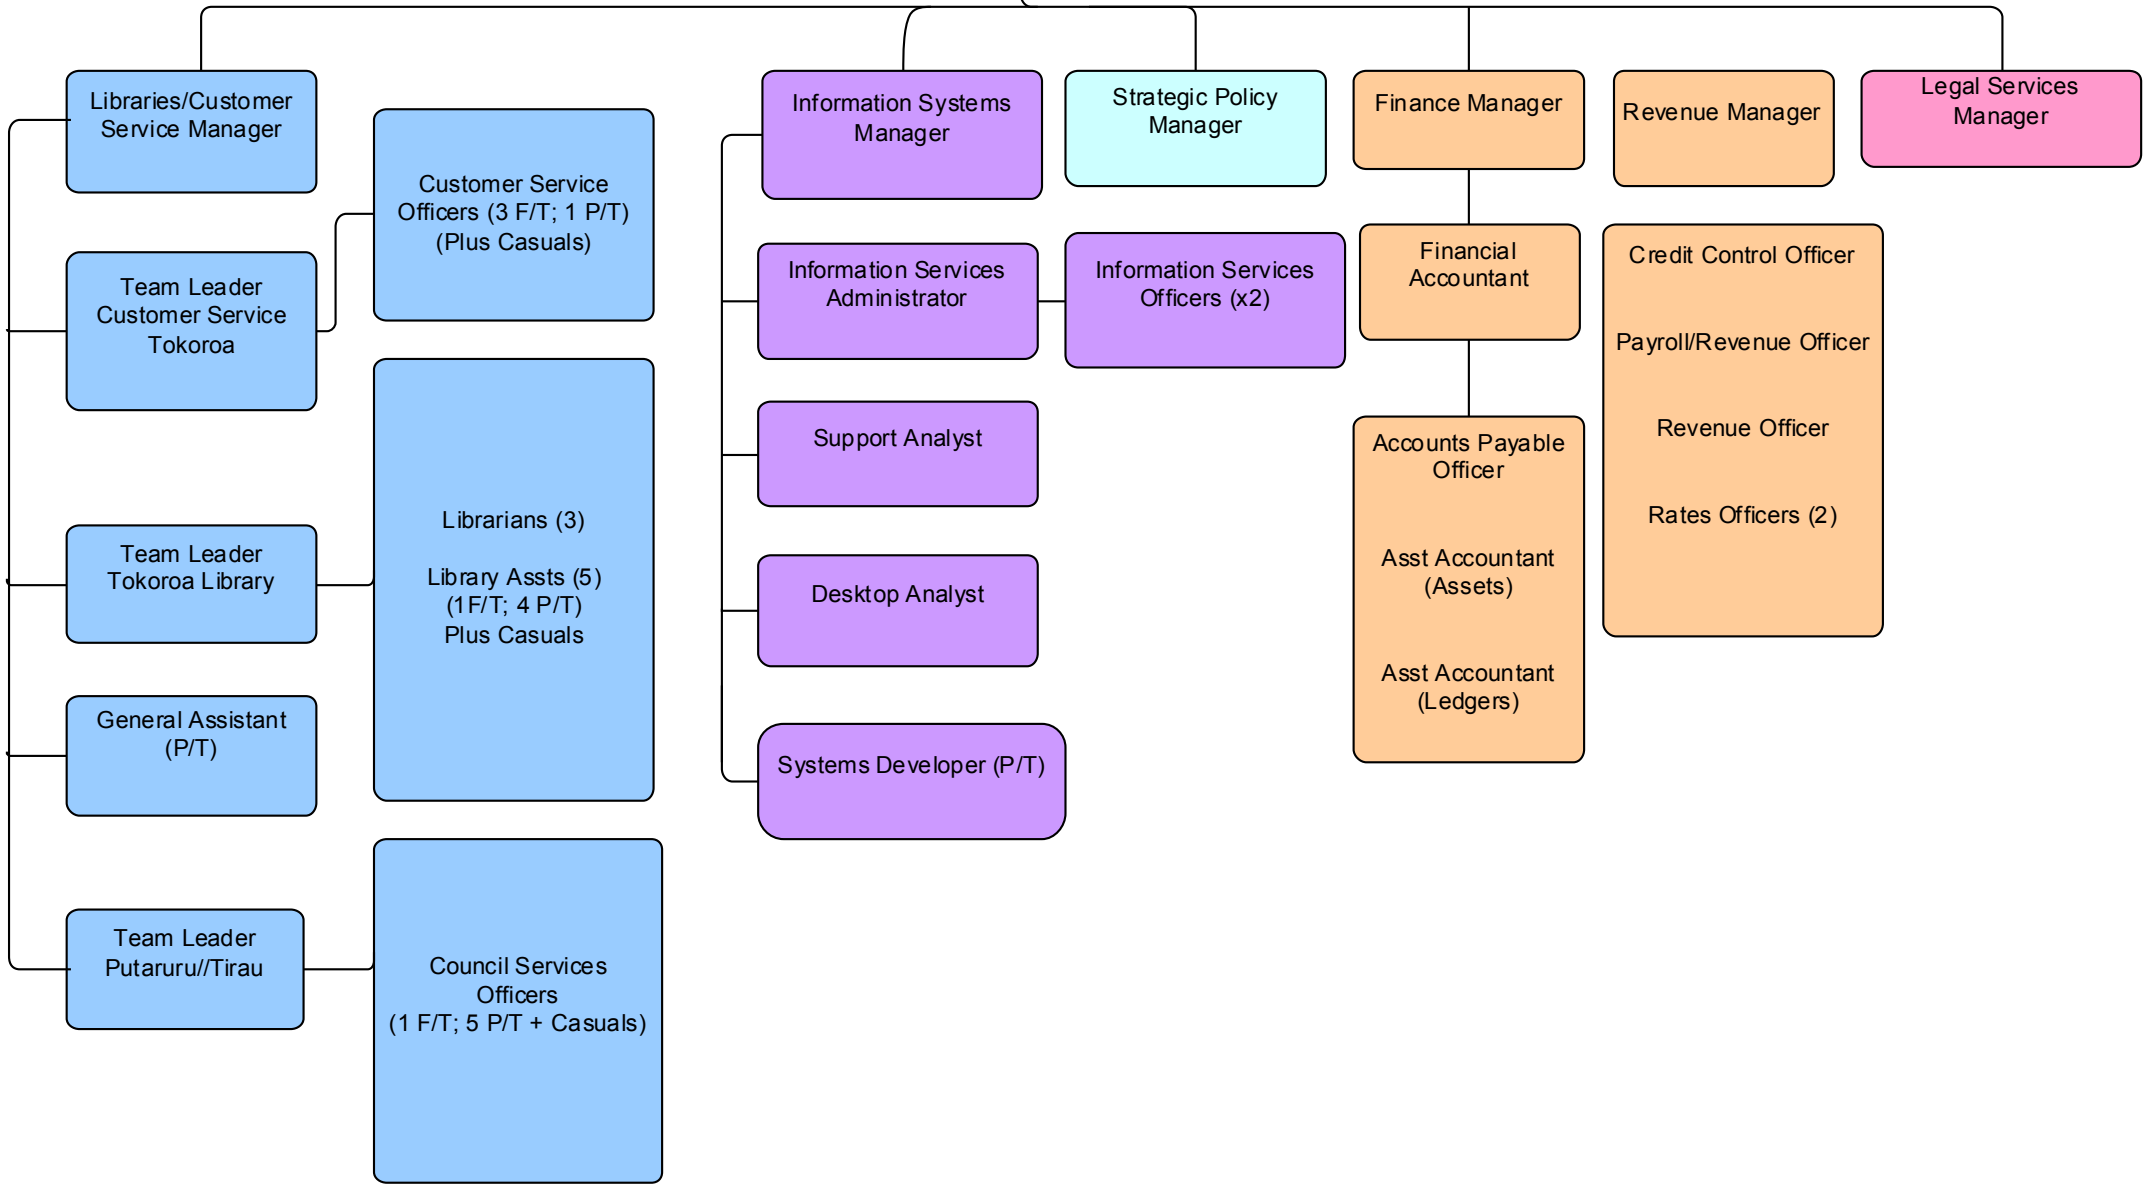 Libraries/Customer
Service Manager
Information Systems
Manager
Strategic Policy
Manager
Finance Manager
Revenue Manager
Legal Services
Manager
Customer Service
Officers (3 F/T; 1 P/T)
(Plus Casuals)
Team Leader
Customer Service
Tokoroa
Information Services
Administrator
Information Services
Officers (x2)
Financial
Accountant
Credit Control Officer
Payroll/Revenue Officer
Revenue Officer
Rates Officers (2)
Support Analyst
Accounts Payable
Officer
Asst Accountant
(Assets)
Asst Accountant
(Ledgers)
Librarians (3)
Library Assts (5)
(1F/T; 4 P/T)
Plus Casuals
Team Leader
Tokoroa Library
Desktop Analyst
General Assistant
(P/T)
Systems Developer (P/T)
Team Leader
Putaruru//Tirau
Council Services
Officers
(1 F/T; 5 P/T + Casuals)